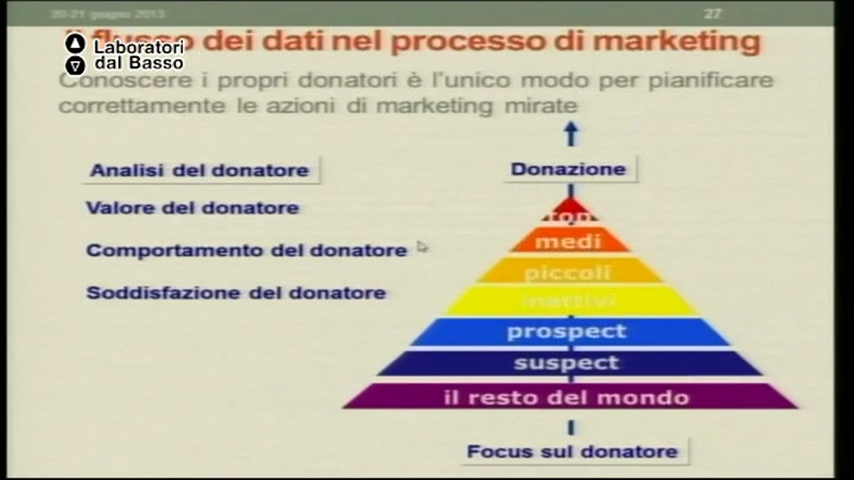 20-21 giugno 2013
27
Il flusso dei dati nel processo di marketing
Laboratori
dal Basso
Conoscere i propri donatori è l'unico modo per pianificare
correttamente le azioni di marketing mirate
Analisi del donatore
Valore del donatore
Comportamento del donatore
Soddisfazione del donatore
Donazione
top
medi
piccoli
inattivi
prospect
suspect
il resto del mondo
Focus sul donatore